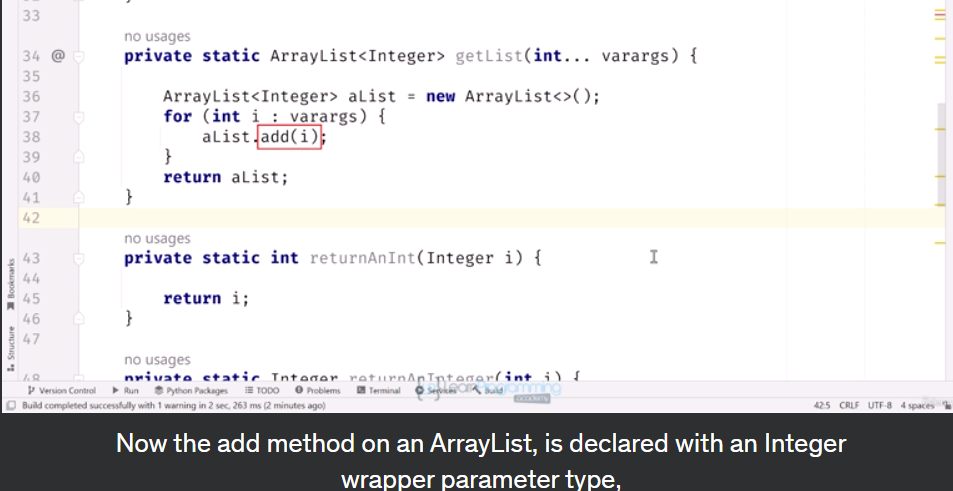 33
no usages
34 @ private static ArrayList<Integer> getList(int... varargs) {
35
36 ArrayList<Integer> aList = new ArrayList<>();
37 for (int i : varargs) {
38 aList.add(i);
39 }
40 return aList;
41 }
42
no usages
43 private static int returnAnInt(Integer i) {
44
45 return i;
46 }
47
no usages
48 private static Integer returnAnInteger(int i) {
Bookmarks
Structure
Version Control Run Python Packages TODO Problems Terminal Services Build
Build completed successfully with 1 warning in 2 sec, 263 ms (2 minutes ago) 42:5 CRLF UTF-8 4 spaces
Now the add method on an ArrayList, is declared with an Integer
wrapper parameter type,